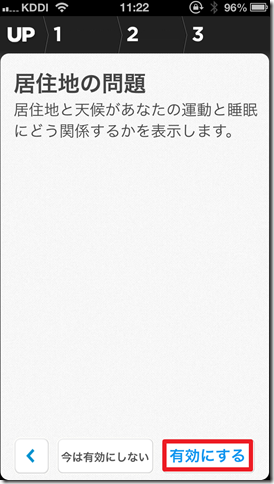 KDDI 11:22 96%
UP 1 2 3
居住地の問題
居住地と天候があなたの運動と睡眠
にどう関係するかを表示します。
今は有効にしない 有効にする